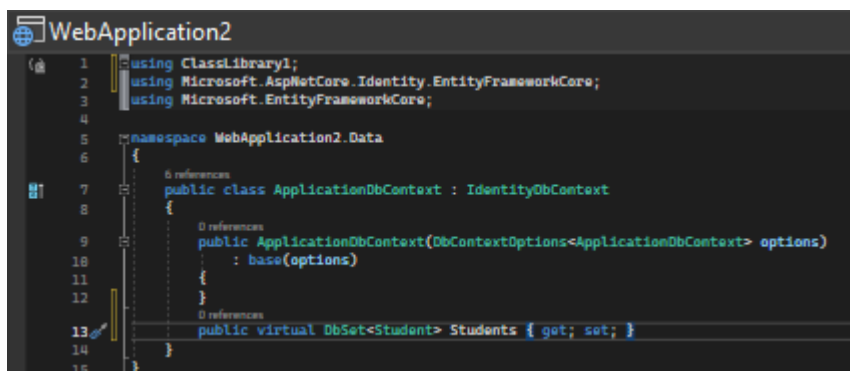 WebApplication2
1 using ClassLibrary1;
2 using Microsoft.AspNetCore.Identity.EntityFrameworkCore;
3 using Microsoft.EntityFrameworkCore;
4
5 namespace WebApplication2.Data
6 {
6 references
7 public class ApplicationDbContext : IdentityDbContext
8 {
0 references
9 public ApplicationDbContext(DbContextOptions<ApplicationDbContext> options)
10 : base(options)
11 {
12 }
0 references
13 public virtual DbSet<Student> Students { get; set; }
14 }
15 }